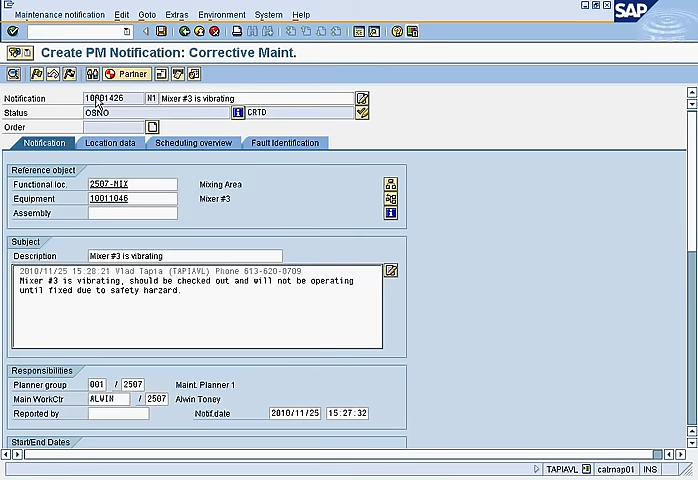 Maintenance notification Edit Goto Extras Environment System Help
SAP
Create PM Notification: Corrective Maint.
Partner
Notification 10001426 N1 Mixer #3 is vibrating
Status OSNO CRTD
Order
Notification Location data Scheduling overview Fault Identification
Reference object
Functional loc. 2507-MIX Mixing Area
Equipment 10011046 Mixer #3
Assembly
Subject
Description Mixer #3 is vibrating
2010/11/25 15:28:21 Vlad Tapia (TAPIAVL) Phone 613-620-0709
Mixer #3 is vibrating, should be checked out and will not be operating
until fixed due to safety harzard.
Responsibilities
Planner group 001 / 2507 Maint. Planner 1
Main WorkCtr ALWIN / 2507 Alwin Toney
Reported by Notif.date 2010/11/25 15:27:32
Start/End Dates
TAPIAVL catrnap01 INS